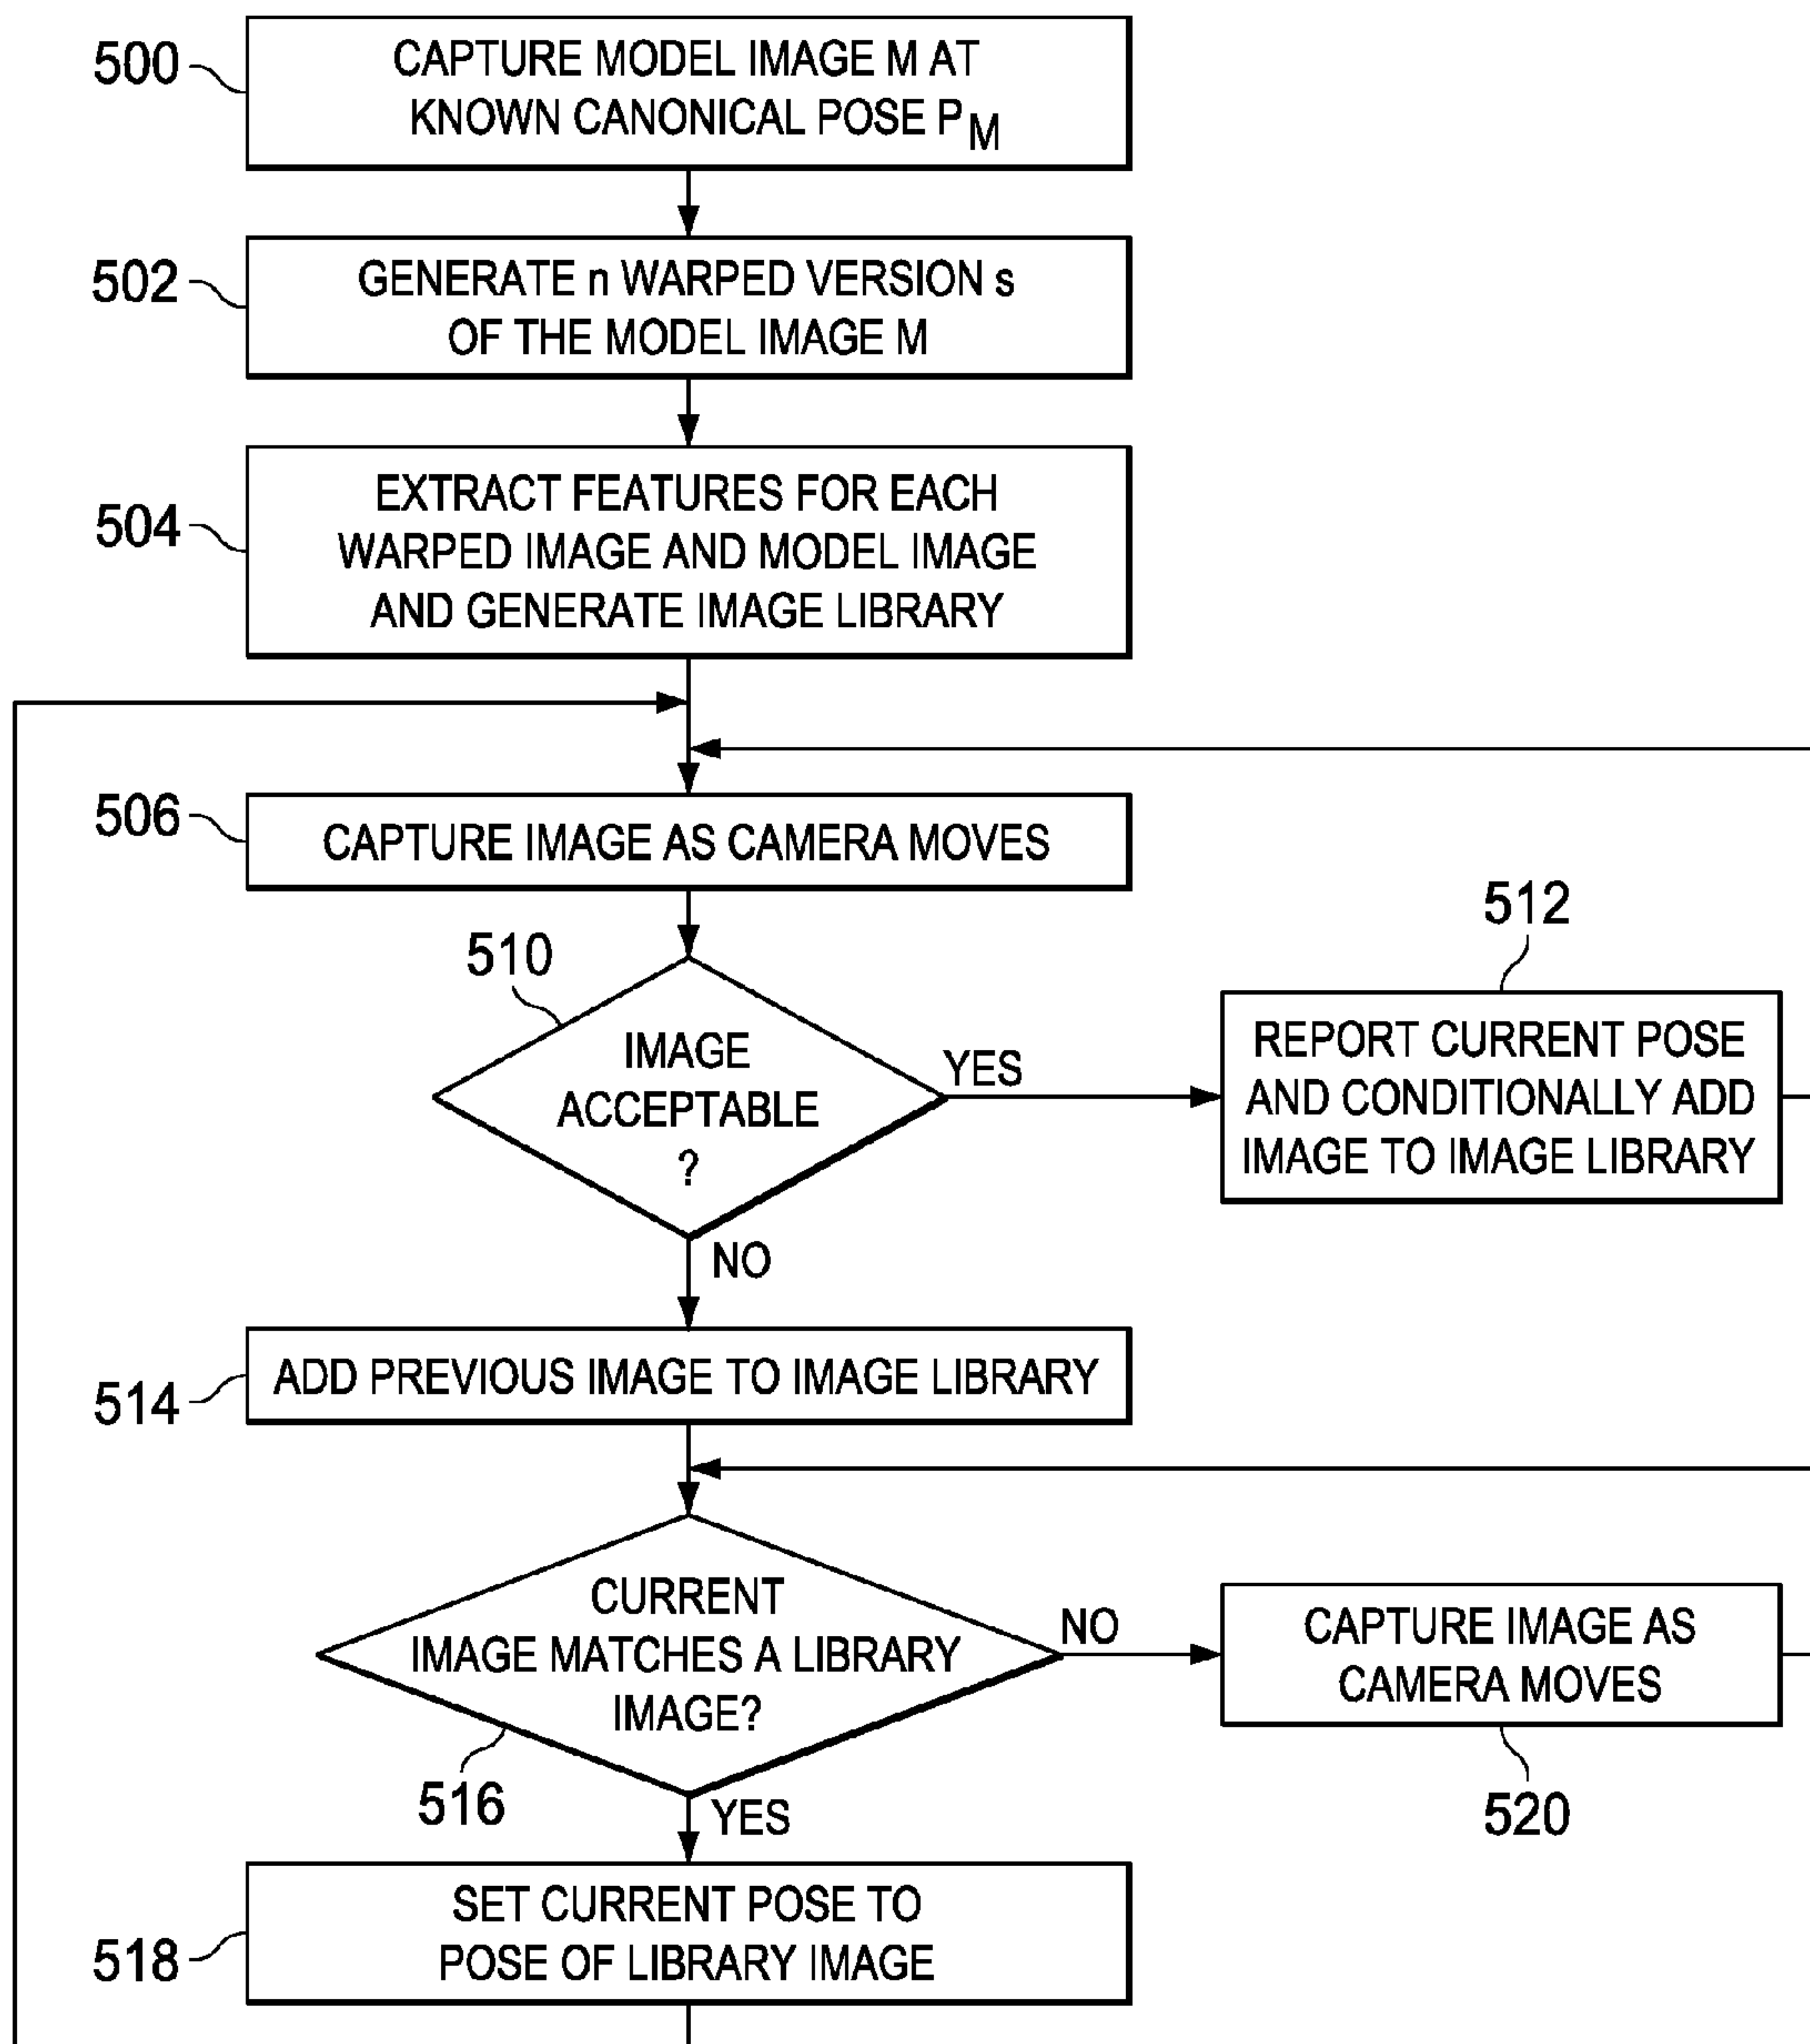 500
CAPTURE MODEL IMAGE M AT
KNOWN CANONICAL POSE PM
502
GENERATE n WARPED VERSION s
OF THE MODEL IMAGE M
504
EXTRACT FEATURES FOR EACH
WARPED IMAGE AND MODEL IMAGE
AND GENERATE IMAGE LIBRARY
506
CAPTURE IMAGE AS CAMERA MOVES
510
IMAGE
ACCEPTABLE
?
YES
512
REPORT CURRENT POSE
AND CONDITIONALLY ADD
IMAGE TO IMAGE LIBRARY
NO
514
ADD PREVIOUS IMAGE TO IMAGE LIBRARY
CURRENT
IMAGE MATCHES A LIBRARY
IMAGE?
516
NO
CAPTURE IMAGE AS
CAMERA MOVES
520
YES
518
SET CURRENT POSE TO
POSE OF LIBRARY IMAGE